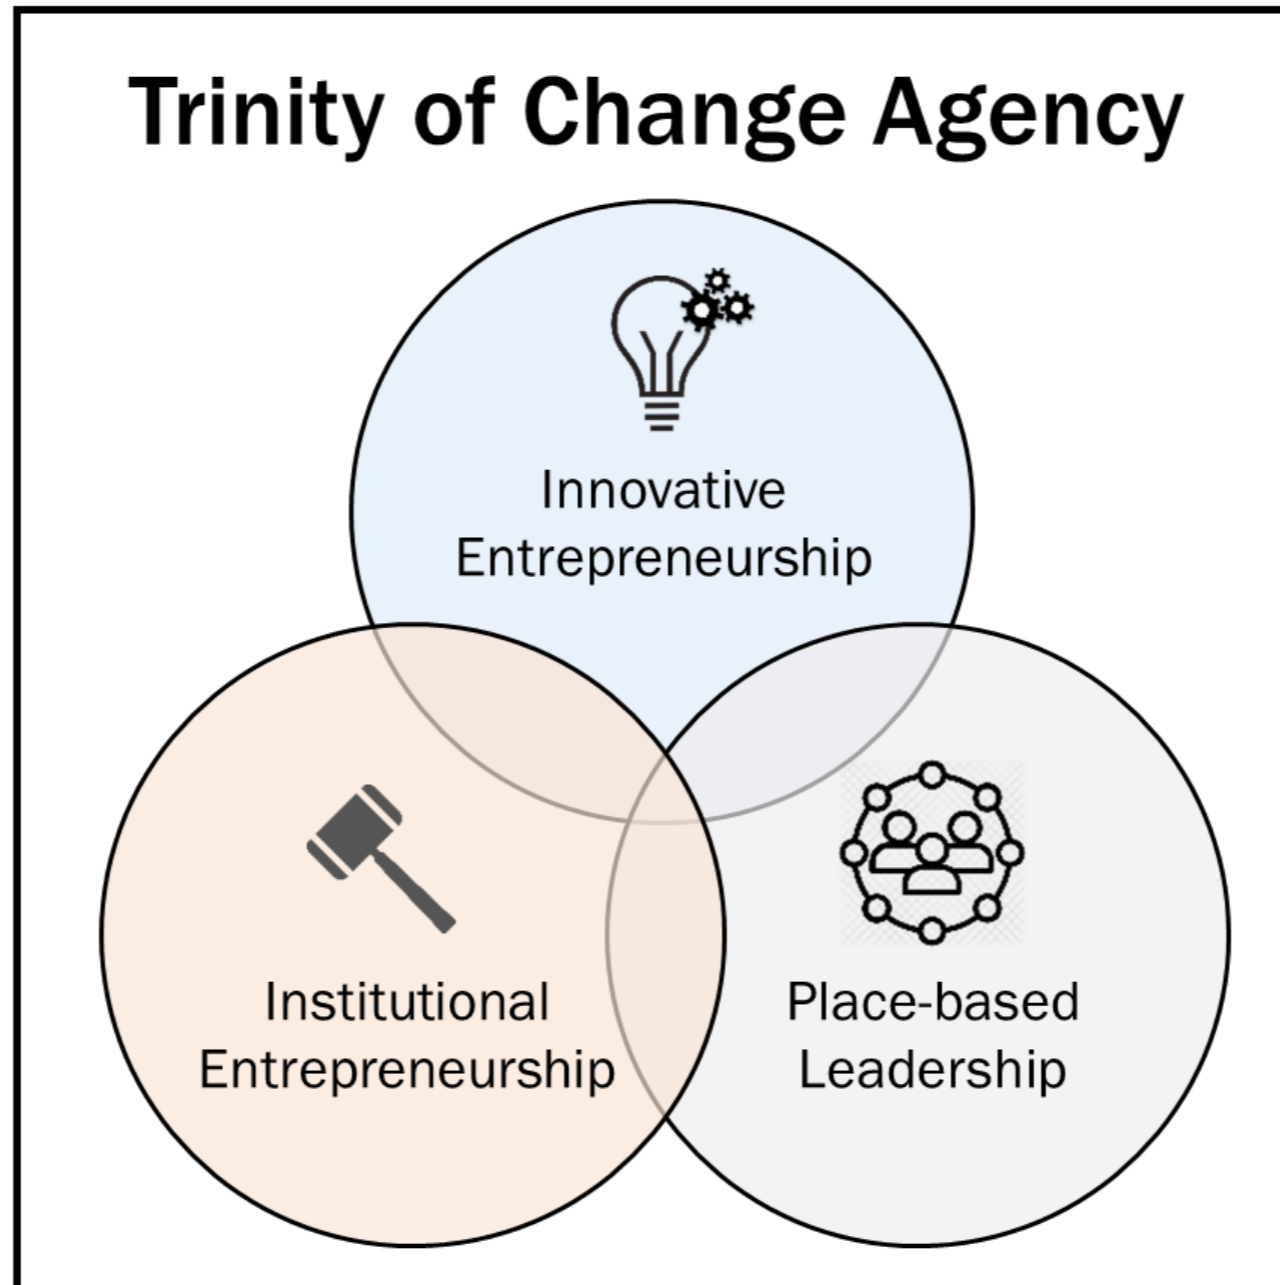 Trinity of Change Agency
Innovative
Entrepreneurship
Institutional
Entrepreneurship
Place-based
Leadership